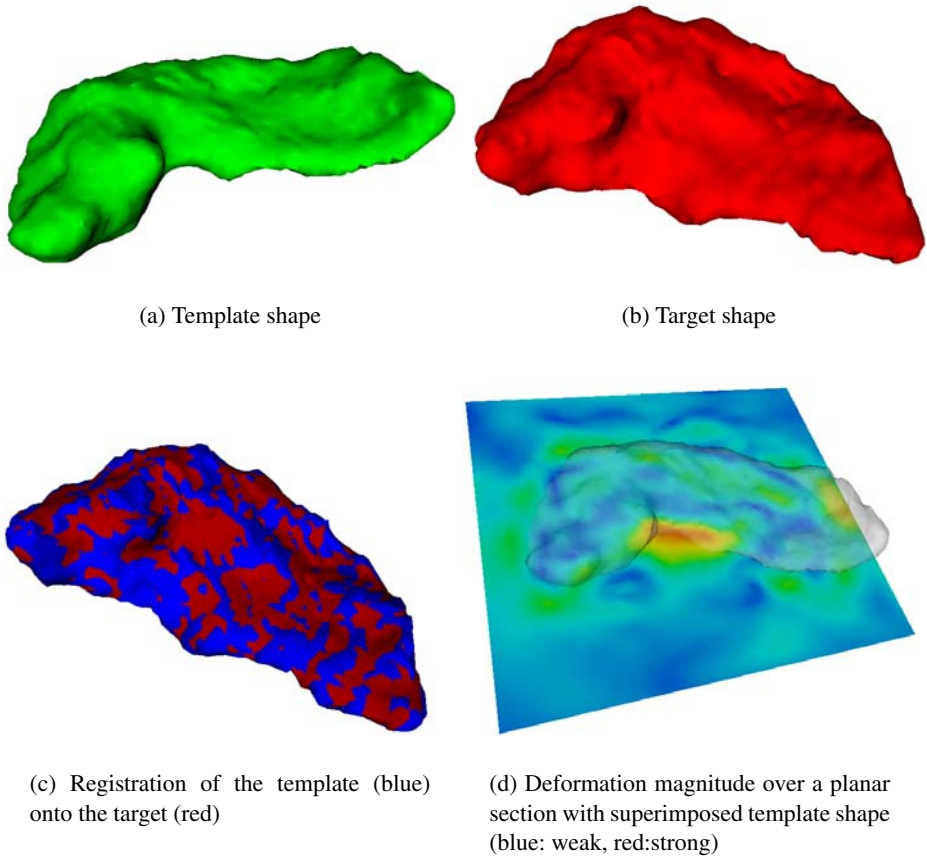 (a) Template shape
(b) Target shape
(c) Registration of the template (blue)
onto the target (red)
(d) Deformation magnitude over a planar
section with superimposed template shape
(blue: weak, red:strong)